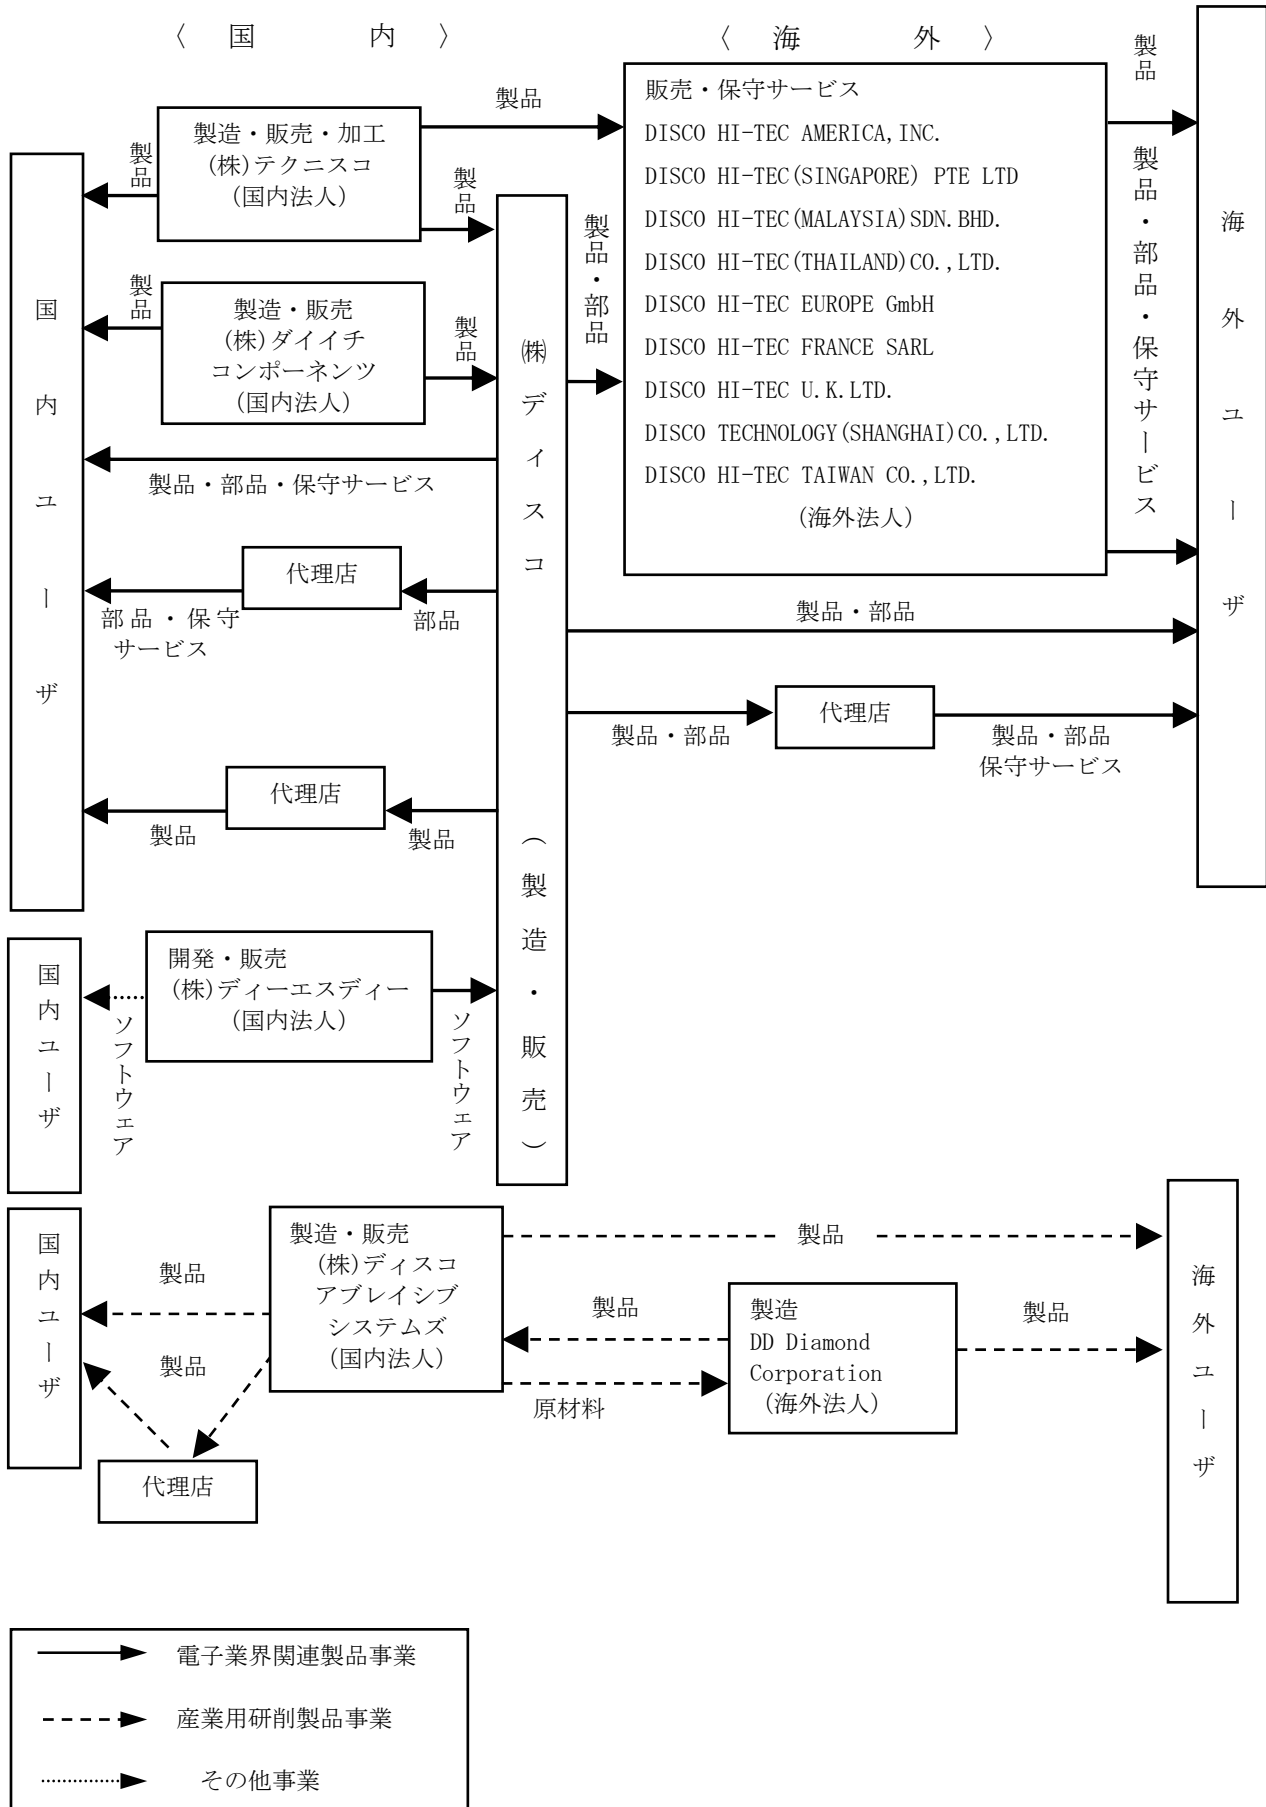 〈 国 内 〉
〈 海 外 〉
製品
製品
販売・保守サービス
DISCO HI-TEC AMERICA,INC.
DISCO HI-TEC(SINGAPORE) PTE LTD
DISCO HI-TEC(MALAYSIA)SDN.BHD.
DISCO HI-TEC(THAILAND)CO.,LTD.
DISCO HI-TEC EUROPE GmbH
DISCO HI-TEC FRANCE SARL
DISCO HI-TEC U.K.LTD.
DISCO TECHNOLOGY(SHANGHAI)CO.,LTD.
DISCO HI-TEC TAIWAN CO.,LTD.
(海外法人)
製品・部品・保守サービス
海外ユーザ
製造・販売・加工
(株)テクニスコ
(国内法人)
製品
製品
製品・部品
国内ユーザ
製造・販売
(株)ダイイチ
コンポーネンツ
(国内法人)
製品
製品
㈱ディスコ (製造・販売)
製品・部品・保守サービス
代理店
部品・保守
サービス
部品
製品・部品
代理店
製品・部品
製品・部品
保守サービス
代理店
製品
製品
国内ユーザ
開発・販売
(株)ディーエスディー
(国内法人)
ソフトウェア
ソフトウェア
国内ユーザ
製造・販売
(株)ディスコ
アブレイシブ
システムズ
(国内法人)
製品
製品
製品
製品
原材料
製造
DD Diamond
Corporation
(海外法人)
製品
海外ユーザ
代理店
電子業界関連製品事業
産業用研削製品事業
その他事業